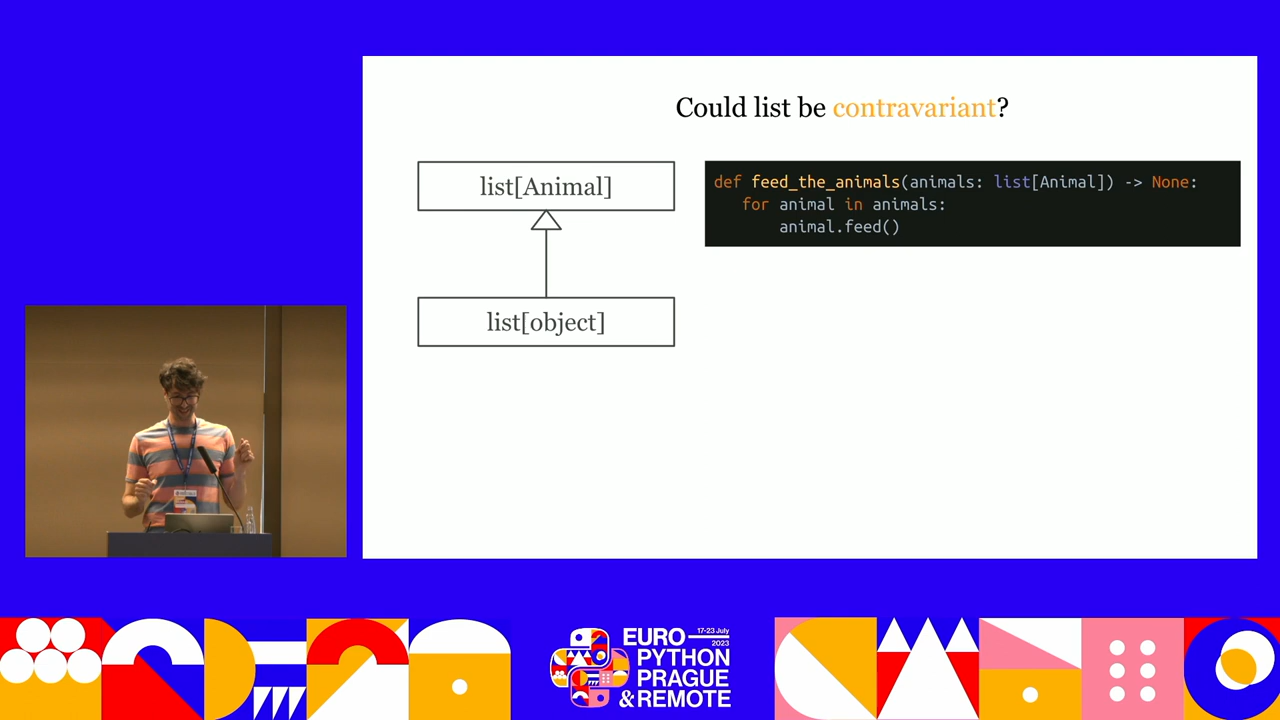 Could list be contravariant?
list[Animal]
list[object]
def feed_the_animals(animals: list[Animal]) -> None:
for animal in animals:
animal.feed()
17-23 July
2023
EURO
PYTHON
PRAGUE
& REMOTE